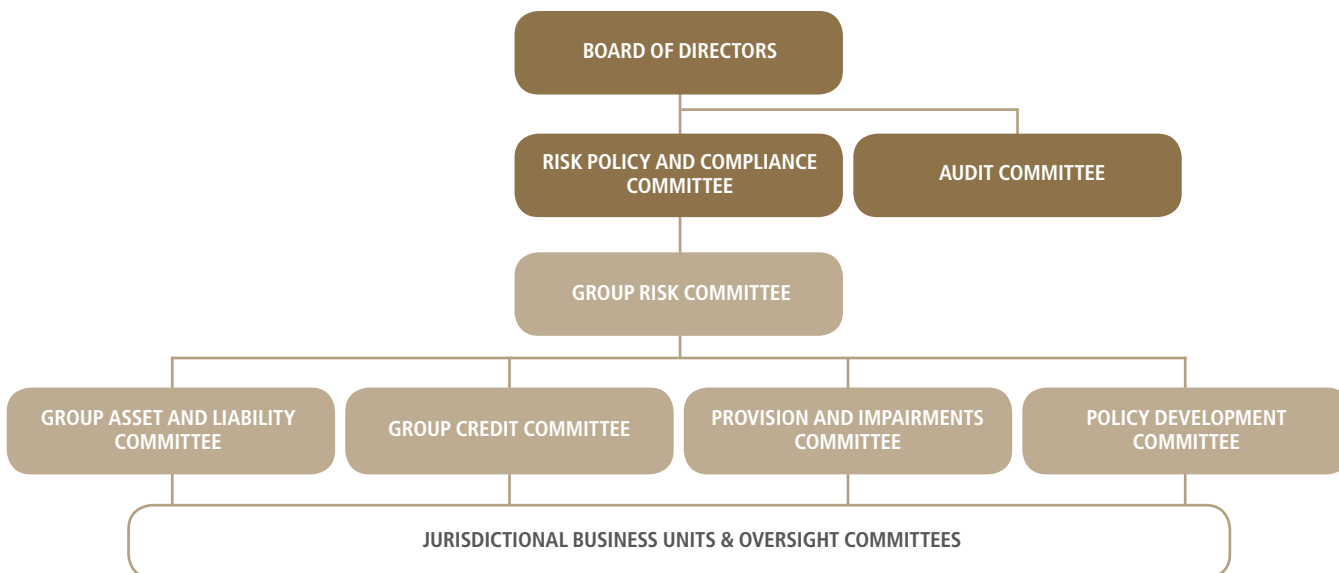 BOARD OF DIRECTORS
RISK POLICY AND COMPLIANCE
COMMITTEE
AUDIT COMMITTEE
GROUP RISK COMMITTEE
GROUP ASSET AND LIABILITY
COMMITTEE
GROUP CREDIT COMMITTEE
PROVISION AND IMPAIRMENTS
COMMITTEE
POLICY DEVELOPMENT
COMMITTEE
JURISDICTIONAL BUSINESS UNITS & OVERSIGHT COMMITTEES